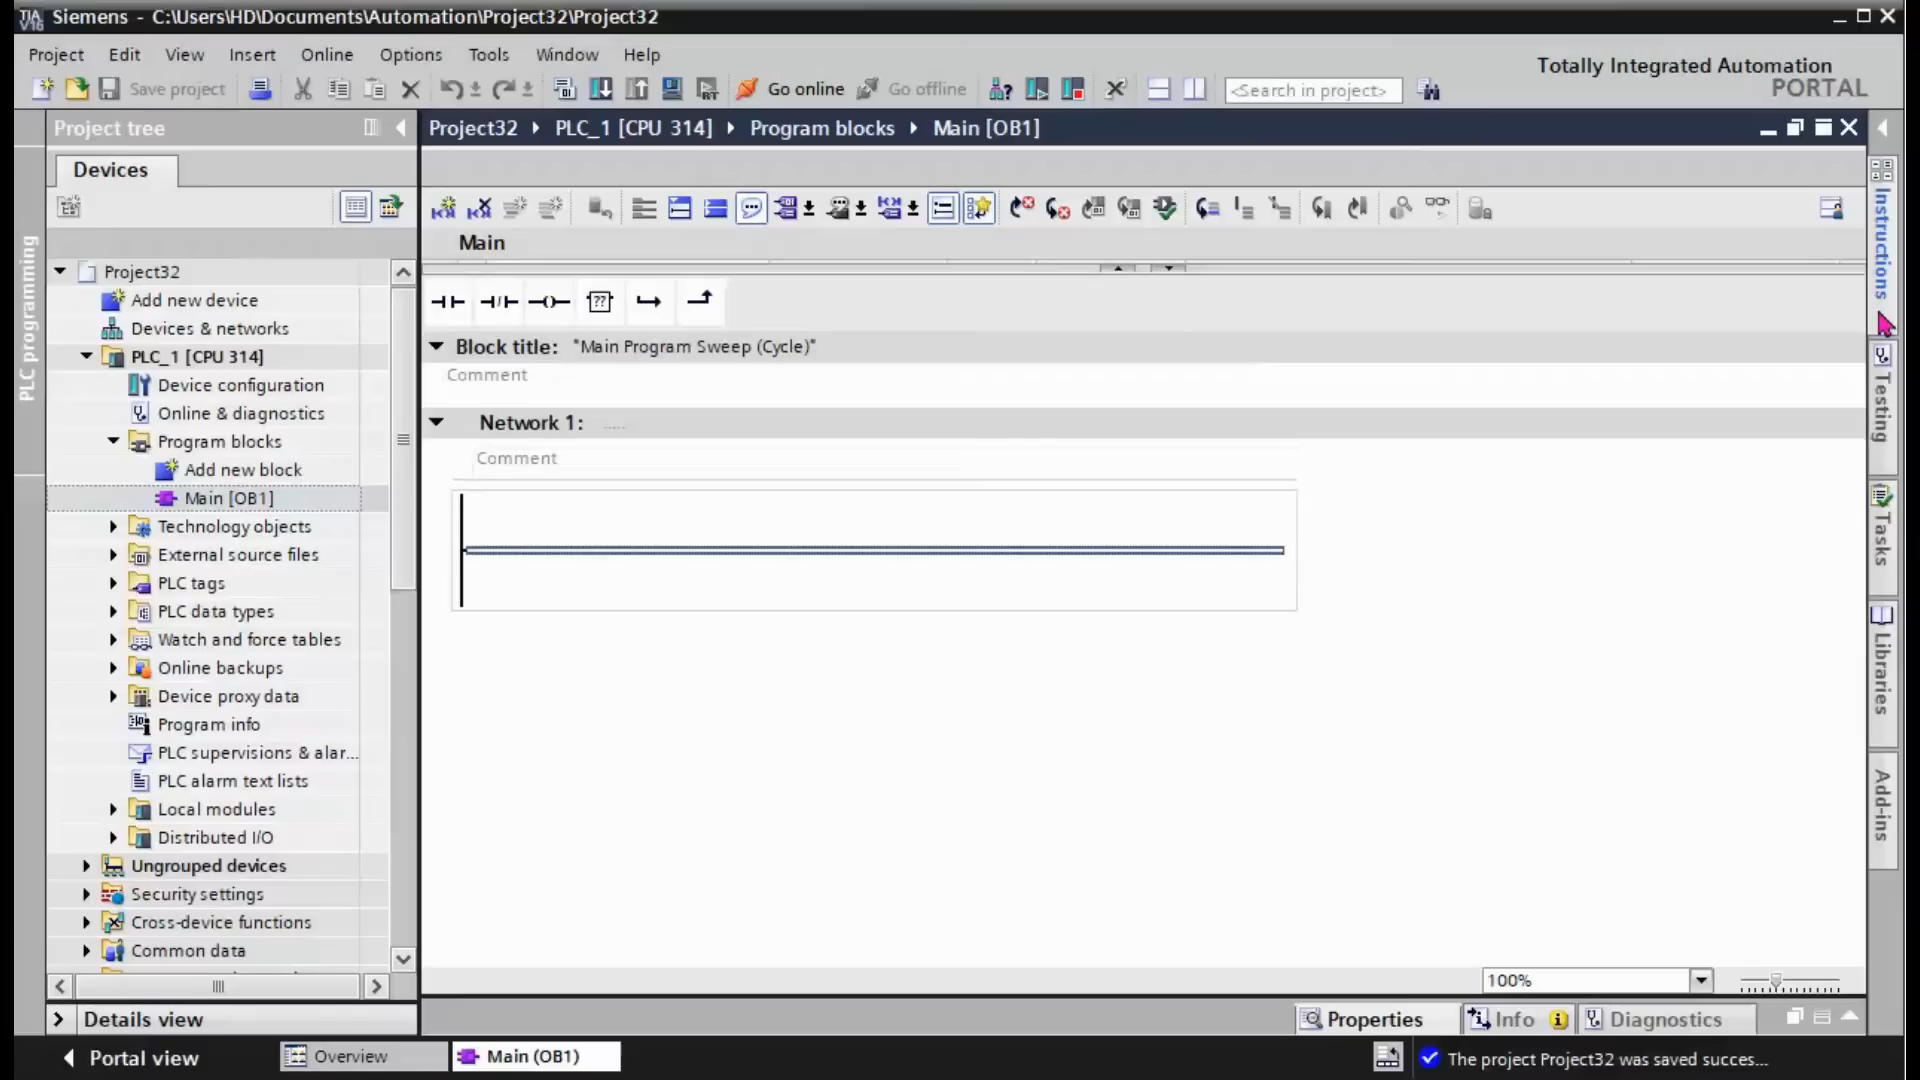 TIA
V16
Siemens - C:\Users\HD\Documents\Automation\Project32\Project32
Project Edit View Insert Online Options Tools Window Help
Totally Integrated Automation
PORTAL
Save project
Go online
Go offline
<Search in project>
Project tree
Project32 PLC_1 [CPU 314] Program blocks Main [OB1]
Devices
PLC programming
Main
??
Block title: "Main Program Sweep (Cycle)"
Comment
Network 1: .....
Comment
Project32
Add new device
Devices & networks
PLC_1 [CPU 314]
Device configuration
Online & diagnostics
Program blocks
Add new block
Main [OB1]
Technology objects
External source files
PLC tags
PLC data types
Watch and force tables
Online backups
Device proxy data
Program info
PLC supervisions & alar...
PLC alarm text lists
Local modules
Distributed I/O
Ungrouped devices
Security settings
Cross-device functions
Common data
Instructions
Testing
Tasks
Libraries
Add-ins
100%
Details view
Properties
Info
Diagnostics
Portal view
Overview
Main (OB1)
The project Project32 was saved succes...